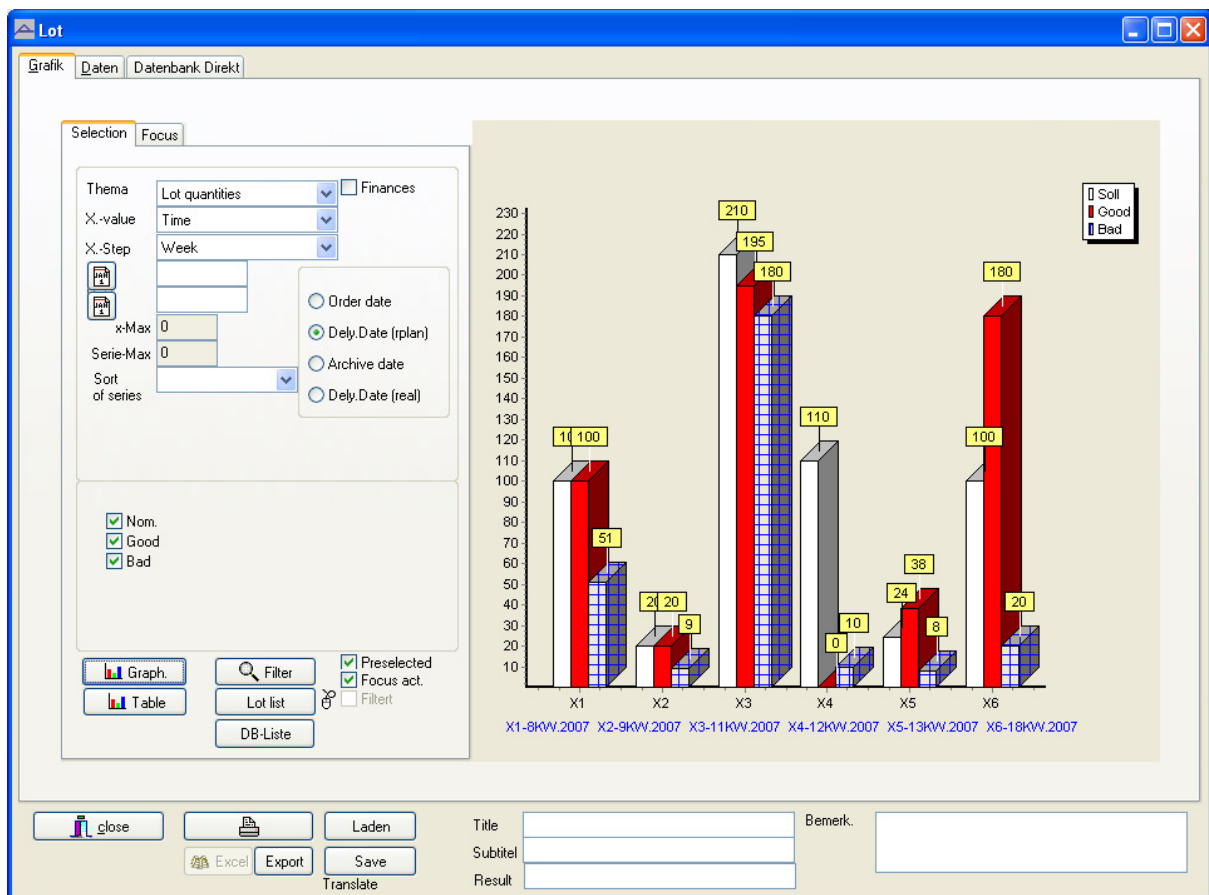 Lot
Grafik Daten Datenbank Direkt
Selection Focus
Thema Lot quantities Finances
X.-value Time
X.-Step Week
JAN 1
JAN 1
x-Max 0
Serie-Max 0
Sort of series
Order date
Dely.Date (rplan)
Archive date
Dely.Date (real)
Nom.
Good
Bad
Graph. Filter Preselected
Focus act.
Table Lot list Filtert
DB-Liste
Soll
Good
Bad
230
220
210
200
190
180
170
160
150
140
130
120
110
100
90
80
70
60
50
40
30
20
10
100 51
20 9
210 195 180
110 0 10
24 38 8
100 180 20
X1 X2 X3 X4 X5 X6
X1-8KW.2007 X2-9KW.2007 X3-11KW.2007 X4-12KW.2007 X5-13KW.2007 X6-18KW.2007
close Laden
Excel Export Save
Translate
Title
Subtitel
Result
Bemerk.